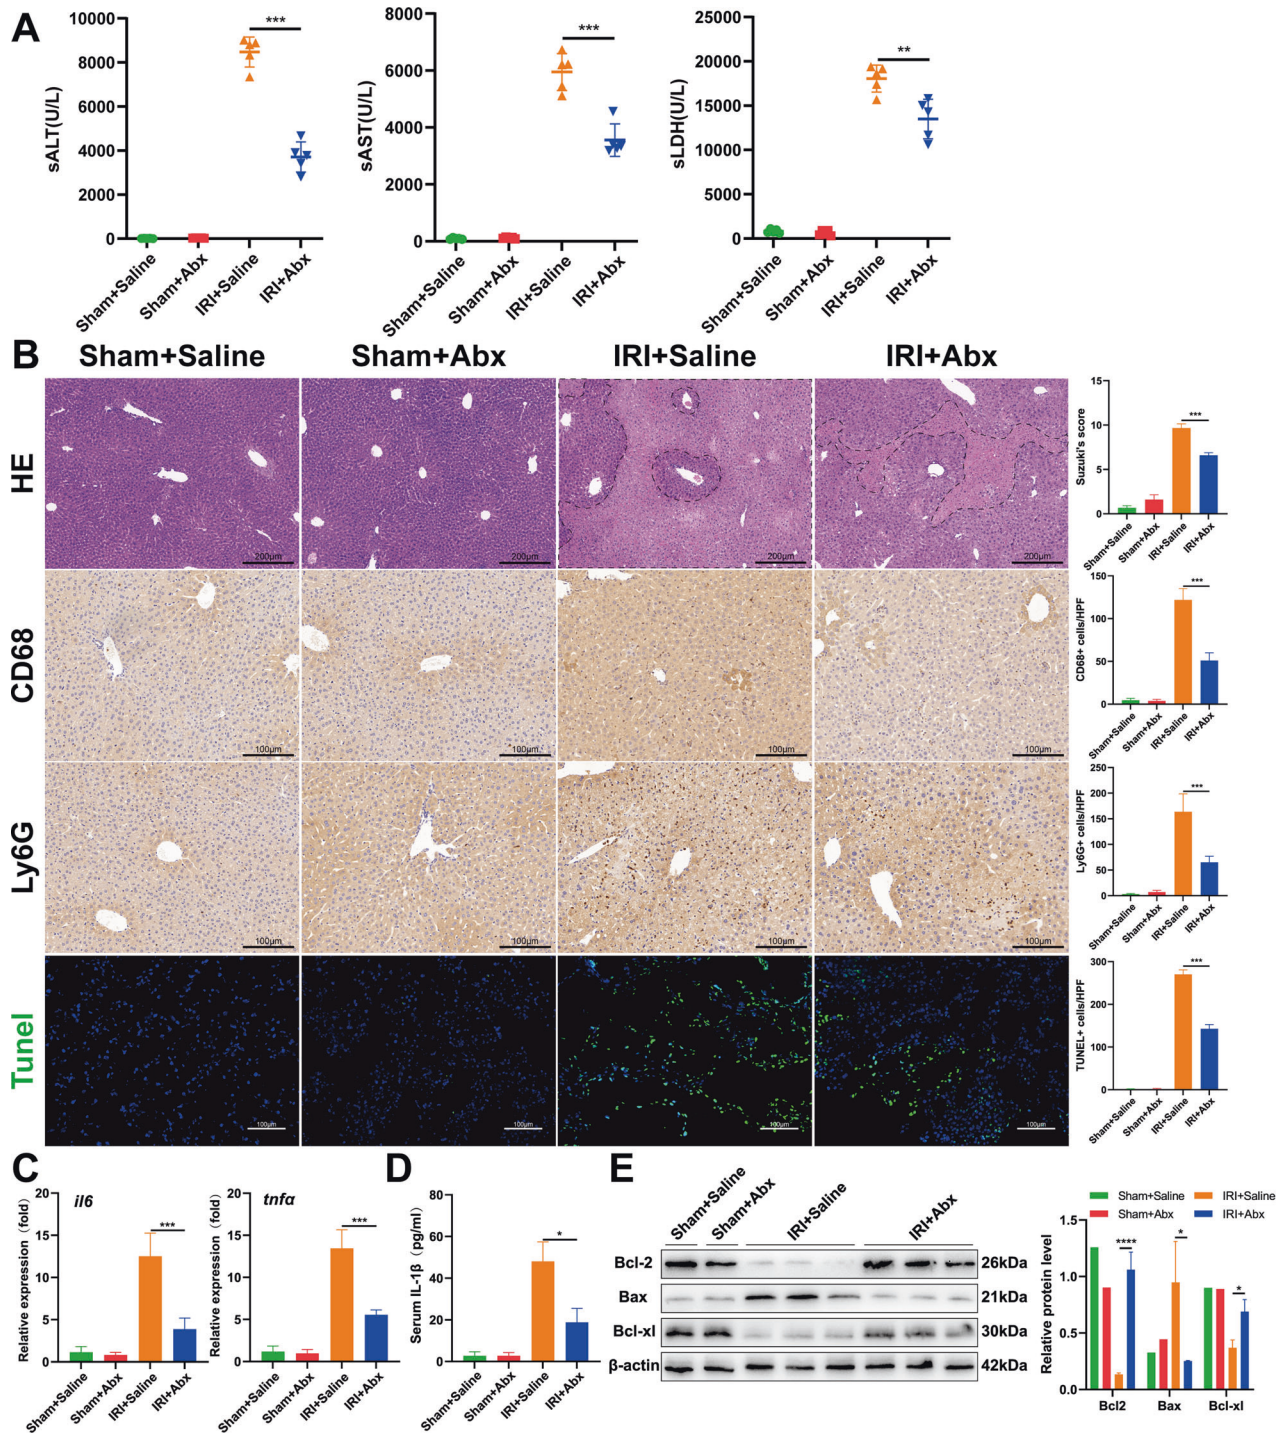 A
sALT(U/L)
10000
8000
6000
4000
2000
0
***
Sham+Saline
Sham+Abx
IRI+Saline
IRI+Abx
sAST(U/L)
8000
6000
4000
2000
0
***
Sham+Saline
Sham+Abx
IRI+Saline
IRI+Abx
sLDH(U/L)
25000
20000
15000
10000
5000
0
**
Sham+Saline
Sham+Abx
IRI+Saline
IRI+Abx
B
Sham+Saline
Sham+Abx
IRI+Saline
IRI+Abx
HE
200μm
200μm
200μm
200μm
Suzuki's score
15
10
5
0
***
Sham+Saline
Sham+Abx
IRI+Saline
IRI+Abx
CD68
100μm
100μm
100μm
100μm
CD68+ cells/HPF
150
100
50
0
***
Sham+Saline
Sham+Abx
IRI+Saline
IRI+Abx
Ly6G
100μm
100μm
100μm
100μm
Ly6G+ cells/HPF
250
200
150
100
50
0
***
Sham+Saline
Sham+Abx
IRI+Saline
IRI+Abx
Tunel
100μm
100μm
100μm
100μm
TUNEL+ cells/HPF
300
200
100
0
***
Sham+Saline
Sham+Abx
IRI+Saline
IRI+Abx
C
Relative expression (fold)
20
15
10
5
0
il6
***
Sham+Saline
Sham+Abx
IRI+Saline
IRI+Abx
Relative expression (fold)
20
15
10
5
0
tnfα
***
Sham+Saline
Sham+Abx
IRI+Saline
IRI+Abx
D
Serum IL-1β (pg/ml)
80
60
40
20
0
*
Sham+Saline
Sham+Abx
IRI+Saline
IRI+Abx
E
Sham+Saline
Sham+Abx
IRI+Saline
IRI+Abx
Bcl-2 26kDa
Bax 21kDa
Bcl-xl 30kDa
β-actin 42kDa
Sham+Saline IRI+Saline
Sham+Abx IRI+Abx
Relative protein level
1.5
1.0
0.5
0.0
****
*
*
Bcl2 Bax Bcl-xl